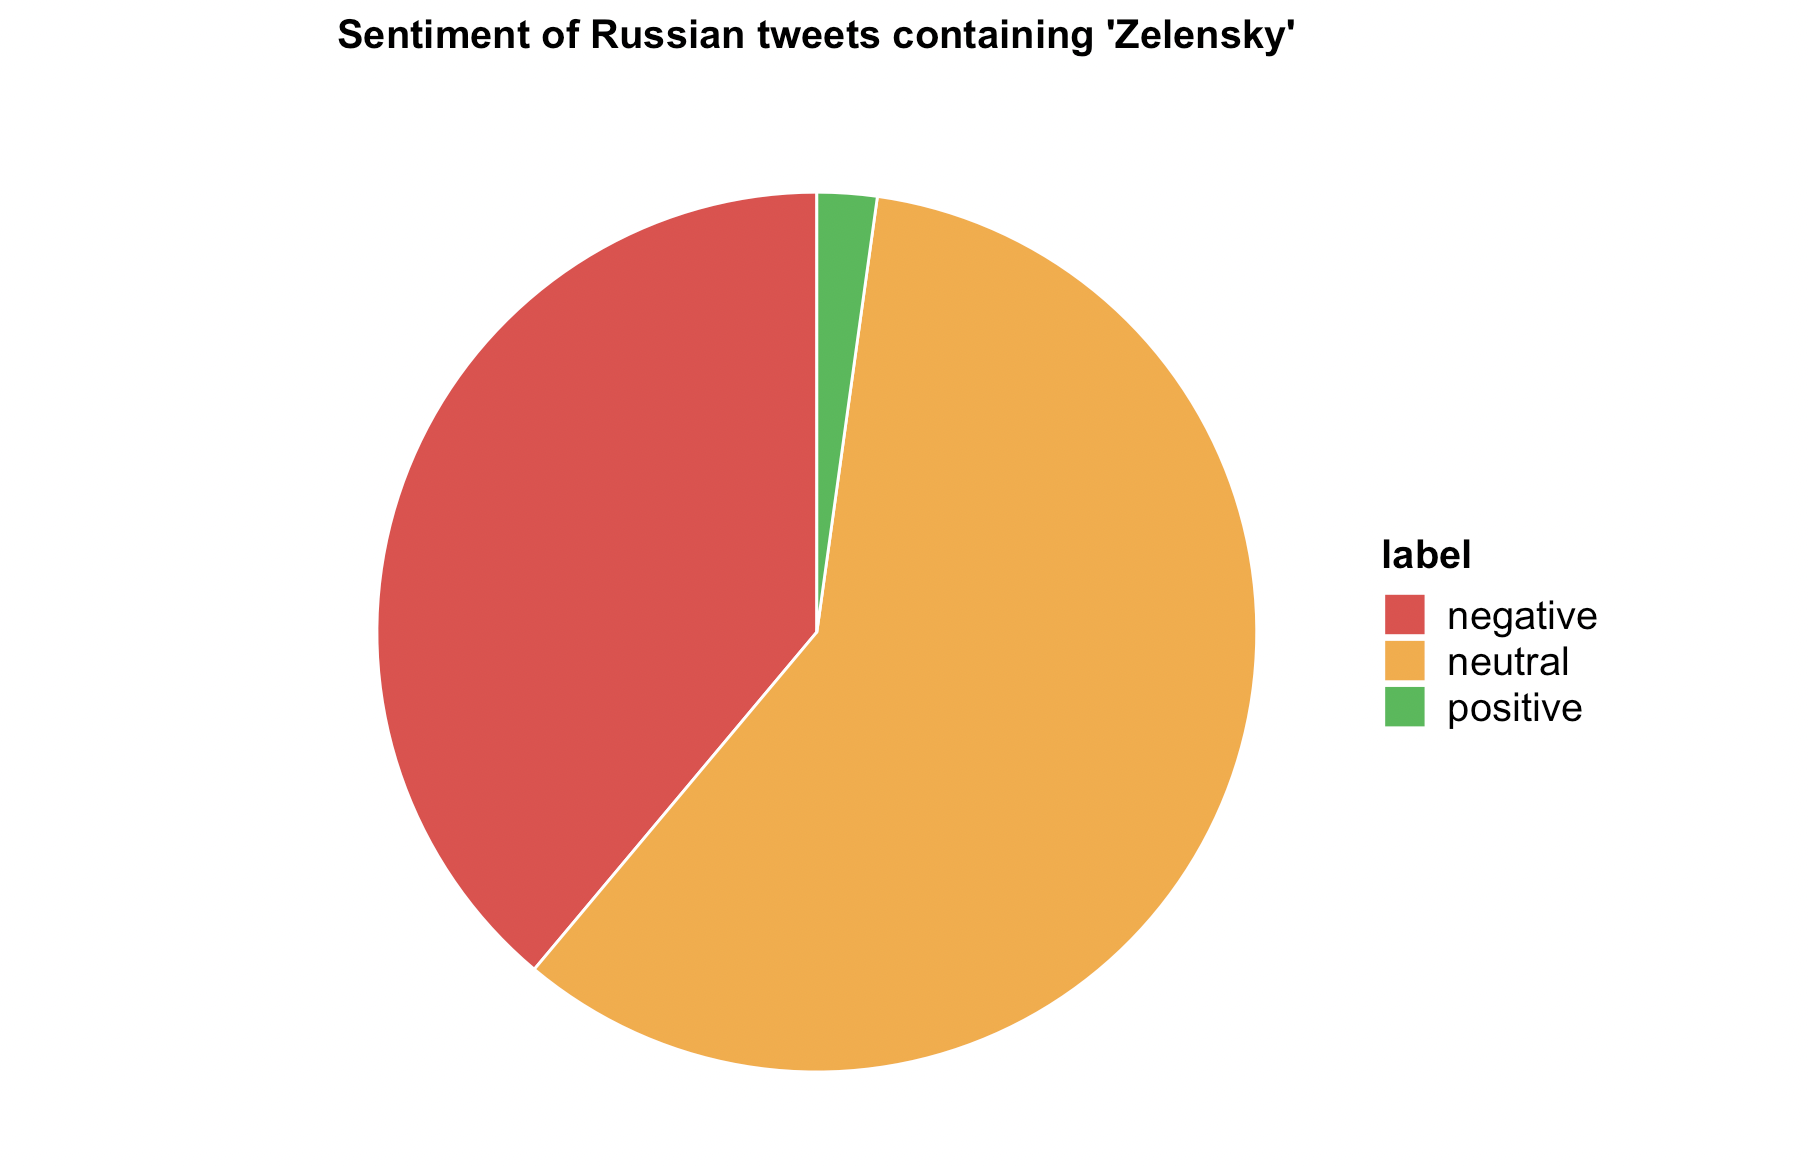 Sentiment of Russian tweets containing 'Zelensky'
label
negative
neutral
positive